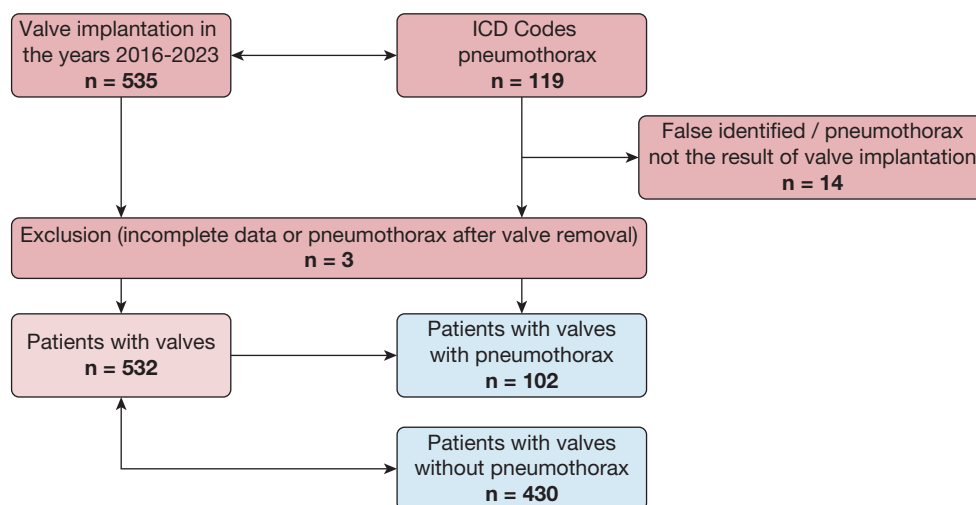 Valve implantation in
the years 2016-2023
n = 535
ICD Codes
pneumothorax
n = 119
False identified / pneumothorax
not the result of valve implantation
n = 14
Exclusion (incomplete data or pneumothorax after valve removal)
n = 3
Patients with valves
n = 532
Patients with valves
with pneumothorax
n = 102
Patients with valves
without pneumothorax
n = 430